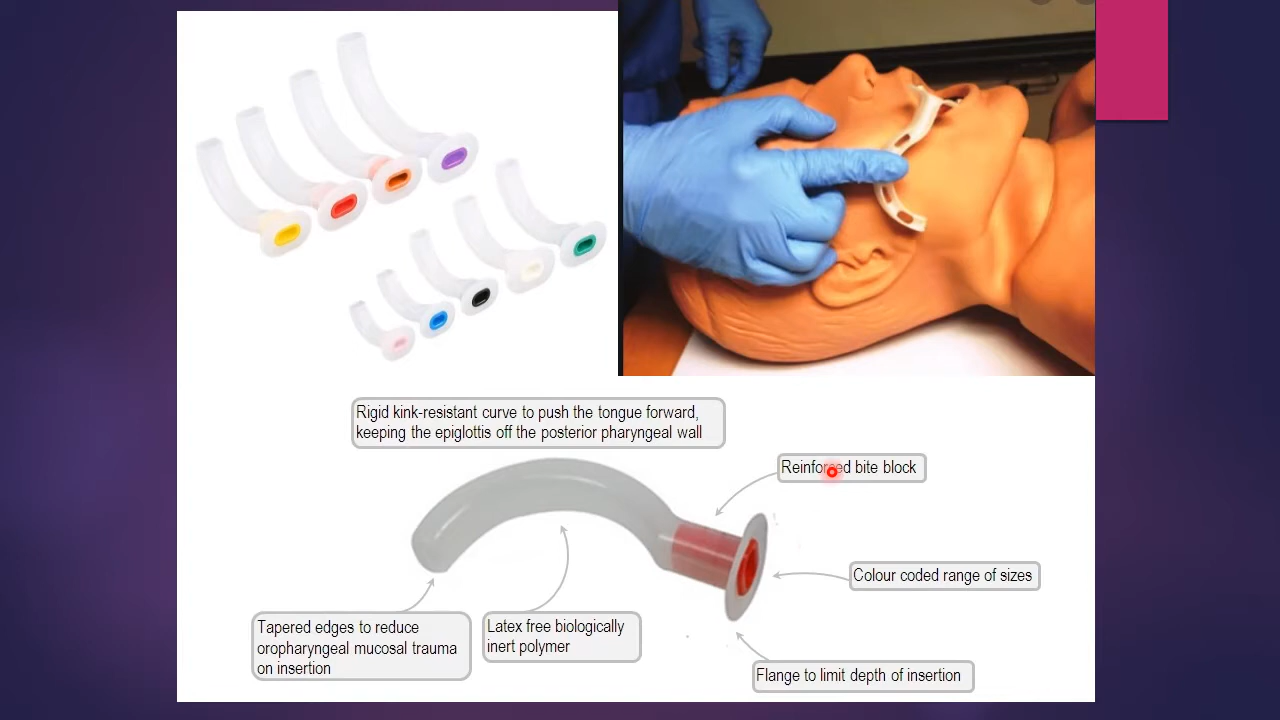 Rigid kink-resistant curve to push the tongue forward,
keeping the epiglottis off the posterior pharyngeal wall
Reinforced bite block
Colour coded range of sizes
Tapered edges to reduce
oropharyngeal mucosal trauma
on insertion
Latex free biologically
inert polymer
Flange to limit depth of insertion